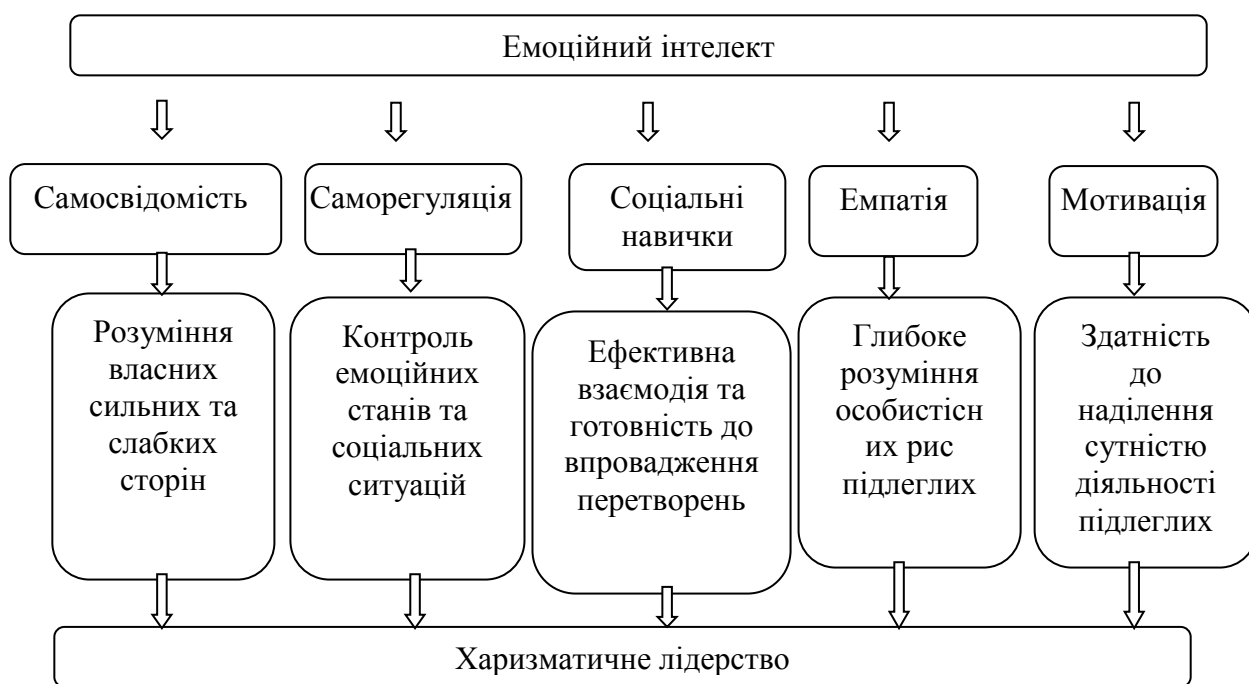 Емоційний інтелект
Самосвідомість
Саморегуляція
Соціальні
навички
Емпатія
Мотивація
Розуміння
власних
сильних та
слабких
сторін
Контроль
емоційних
станів та
соціальних
ситуацій
Ефективна
взаємодія та
готовність до
впровадження
перетворень
Глибоке
розуміння
особистісн
их рис
підлеглих
Здатність
до
наділення
сутністю
діяльності
підлеглих
Харизматичне лідерство